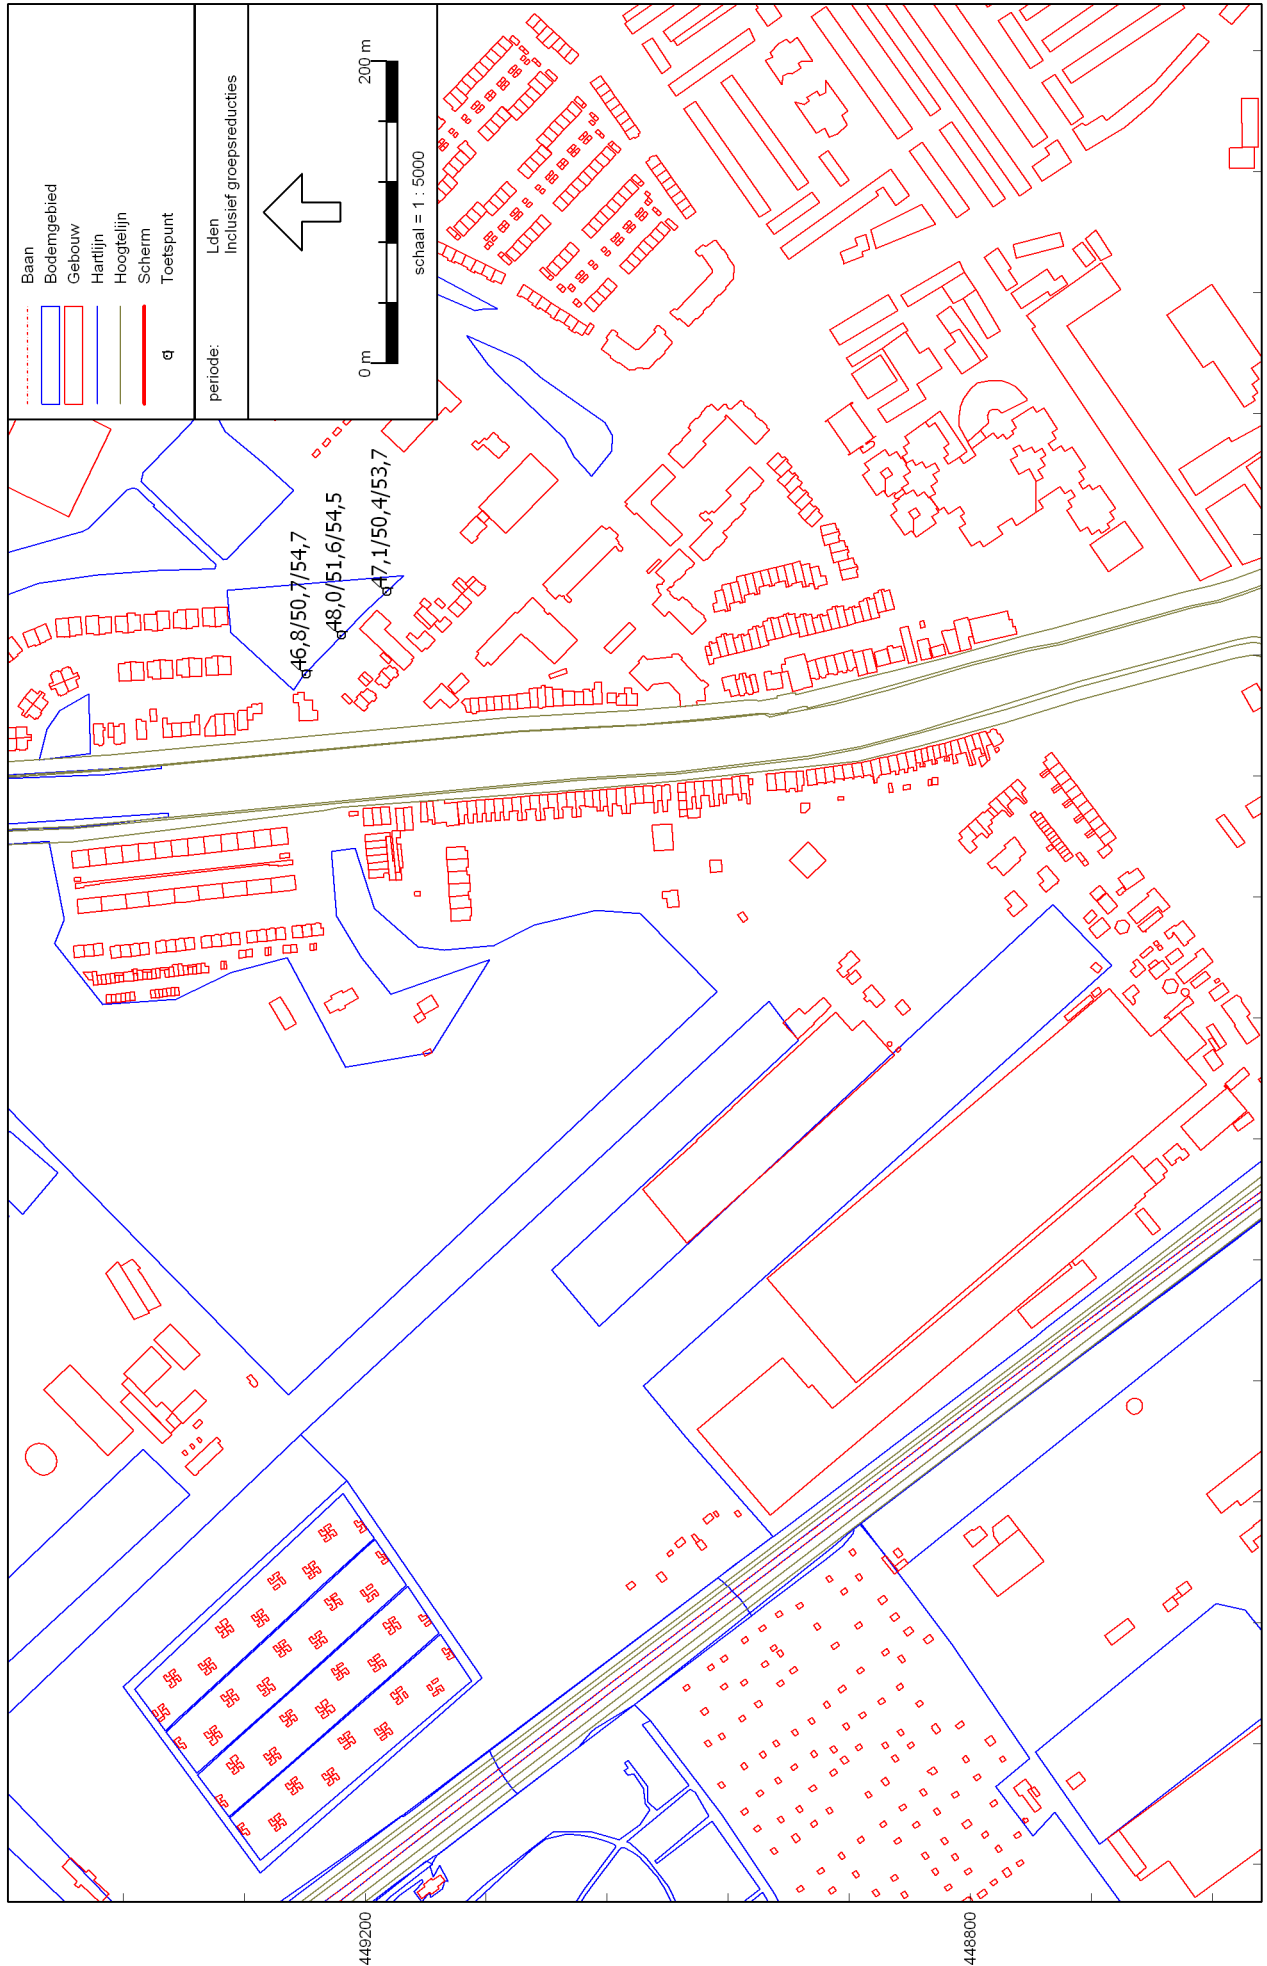 Baan
Bodemgebied
Gebouw
Hartlijn
Hoogtelijn
Scherm
Toetespunt
periode: Lden
Inclusief groepsreducties
0 m 200 m
schaal = 1 : 5000
46,8/50,7/54,7
48,0/51,6/54,5
47,1/50,4/53,7
449200
448800